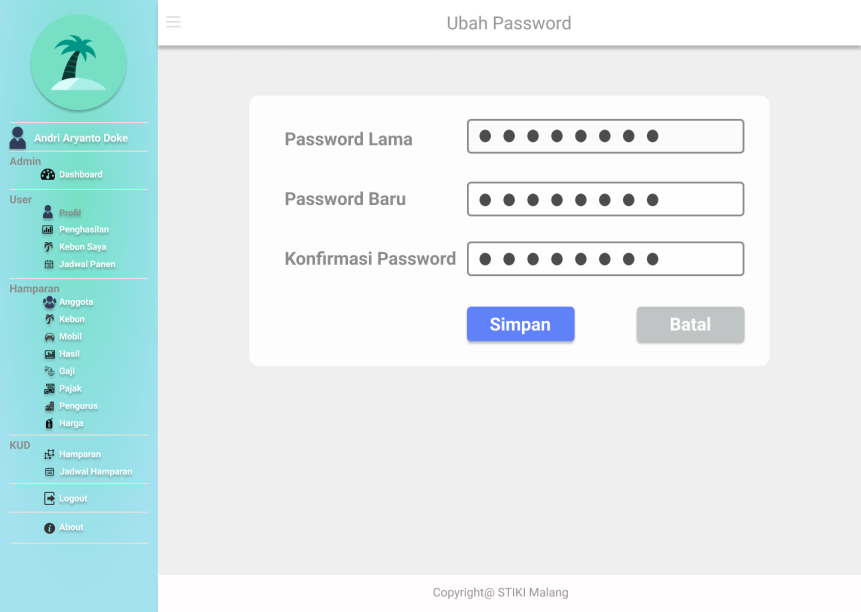 Ubah Password
Andri Aryanto Doke
Admin
Dashboard
User
Profil
Penghasilan
Kebun Saya
Jadwal Panen
Hamparan
Anggota
Kebun
Mobil
Hasil
Gaji
Pajak
Pengurus
Harga
KUD
Hamparan
Jadwal Hamparan
Logout
About
Password Lama
Password Baru
Konfirmasi Password
Simpan
Batal
Copyright@ STIKI Malang